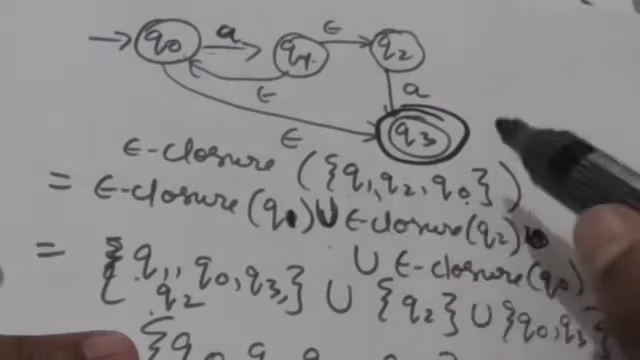 q0 a q1 ϵ q2
ϵ a
ϵ q3
ϵ-closure ({q1, q2, q0})
= ϵ-closure(q1) ∪ ϵ-closure(q2)
∪ ϵ-closure(q0)
= {q1, q0, q3, q2} ∪ {q2} ∪ {q0, q3
{q0